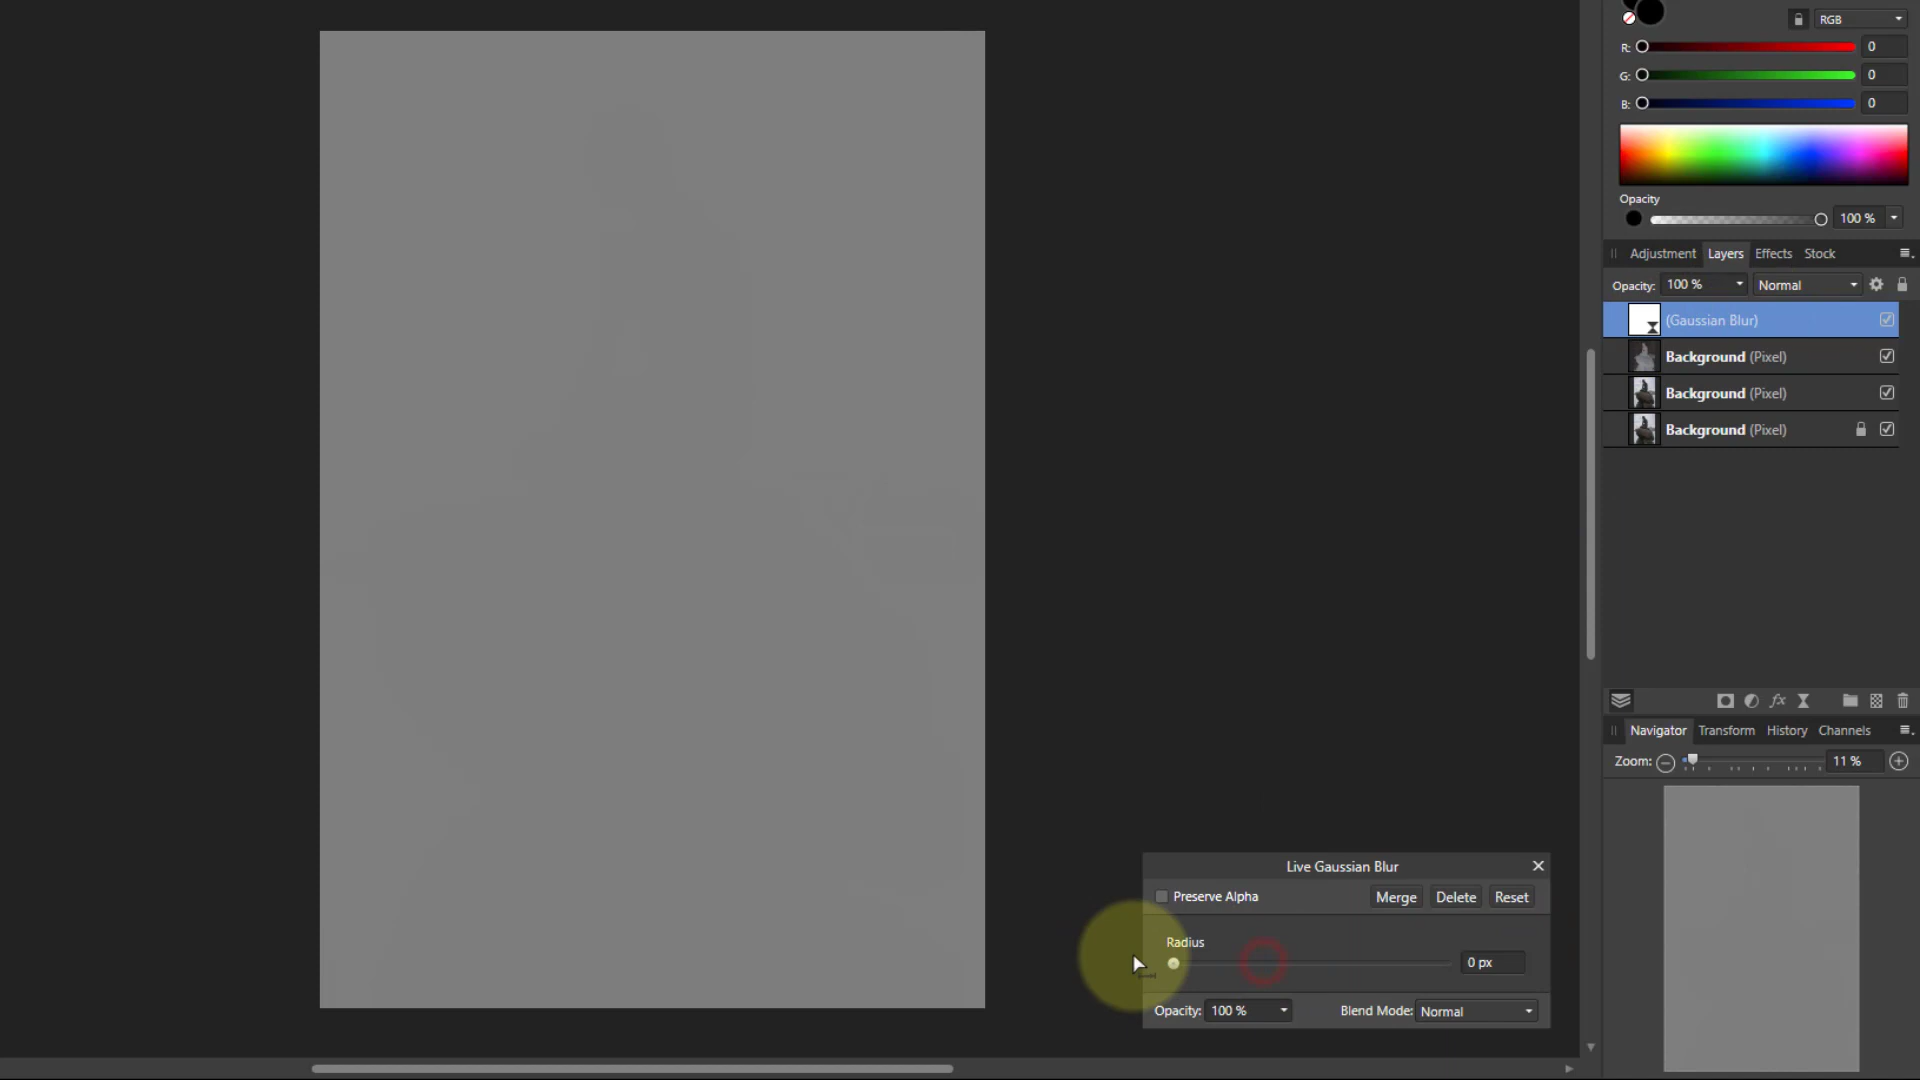 RGB
R: 0
G: 0
B: 0
Opacity
100 %
Adjustment Layers Effects Stock
Opacity: 100 % Normal
(Gaussian Blur)
Background (Pixel)
Background (Pixel)
Background (Pixel)
fx
Navigator Transform History Channels
Zoom: 11 %
Live Gaussian Blur
Preserve Alpha Merge Delete Reset
Radius
0 px
Opacity: 100 % Blend Mode: Normal